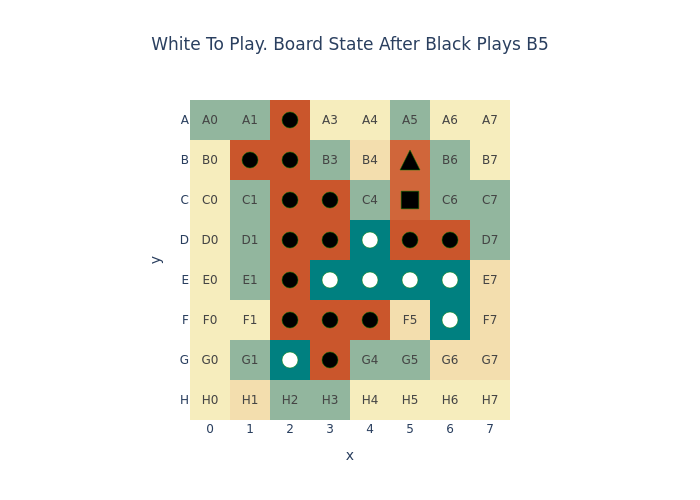 White To Play. Board State After Black Plays B5
A A0 A1 A3 A4 A5 A6 A7
B B0 B3 B4 B6 B7
C C0 C1 C4 C6 C7
D D0 D1 D7
E E0 E1 E7
F F0 F1 F5 F7
G G0 G1 G4 G5 G6 G7
H H0 H1 H2 H3 H4 H5 H6 H7
0 1 2 3 4 5 6 7
x
y